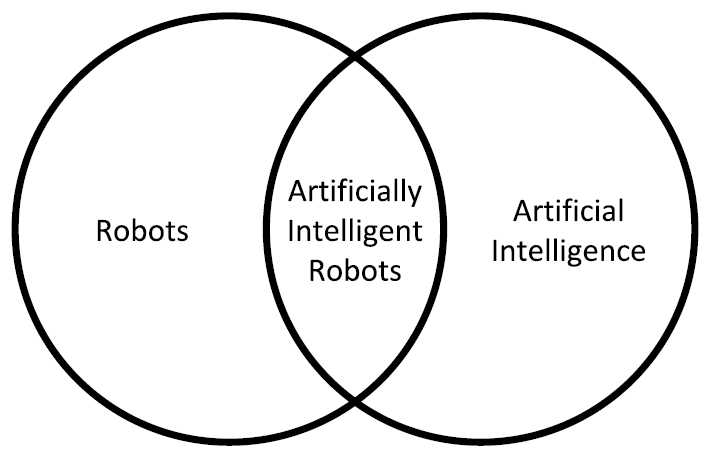 Robots
Artificially
Intelligent
Robots
Artificial
Intelligence